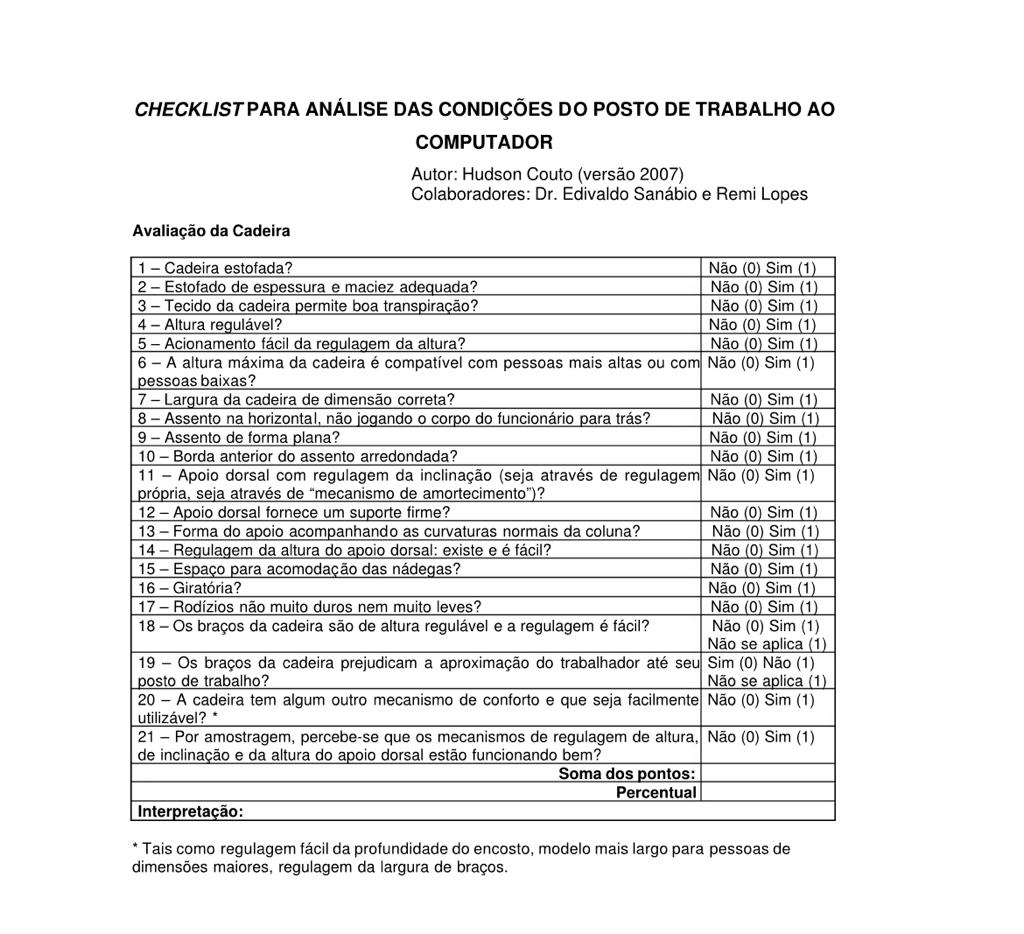 CHECKLIST PARA ANÁLISE DAS CONDIÇÕES DO POSTO DE TRABALHO AO
COMPUTADOR
Autor: Hudson Couto (versão 2007)
Colaboradores: Dr. Edivaldo Sanábio e Remi Lopes
Avaliação da Cadeira
1 – Cadeira estofada? Não (0) Sim (1)
2 – Estofado de espessura e maciez adequada? Não (0) Sim (1)
3 – Tecido da cadeira permite boa transpiração? Não (0) Sim (1)
4 – Altura regulável? Não (0) Sim (1)
5 – Acionamento fácil da regulagem da altura? Não (0) Sim (1)
6 – A altura máxima da cadeira é compatível com pessoas mais altas ou com Não (0) Sim (1)
pessoas baixas?
7 – Largura da cadeira de dimensão correta? Não (0) Sim (1)
8 – Assento na horizontal, não jogando o corpo do funcionário para trás? Não (0) Sim (1)
9 – Assento de forma plana? Não (0) Sim (1)
10 – Borda anterior do assento arredondada? Não (0) Sim (1)
11 – Apoio dorsal com regulagem da inclinação (seja através de regulagem Não (0) Sim (1)
própria, seja através de “mecanismo de amortecimento”)?
12 – Apoio dorsal fornece um suporte firme? Não (0) Sim (1)
13 – Forma do apoio acompanhando as curvaturas normais da coluna? Não (0) Sim (1)
14 – Regulagem da altura do apoio dorsal: existe e é fácil? Não (0) Sim (1)
15 – Espaço para acomodação das nádegas? Não (0) Sim (1)
16 – Giratória? Não (0) Sim (1)
17 – Rodízios não muito duros nem muito leves? Não (0) Sim (1)
18 – Os braços da cadeira são de altura regulável e a regulagem é fácil? Não (0) Sim (1)
Não se aplica (1)
19 – Os braços da cadeira prejudicam a aproximação do trabalhador até seu Sim (0) Não (1)
posto de trabalho? Não se aplica (1)
20 – A cadeira tem algum outro mecanismo de conforto e que seja facilmente Não (0) Sim (1)
utilizável? *
21 – Por amostragem, percebe-se que os mecanismos de regulagem de altura, Não (0) Sim (1)
de inclinação e da altura do apoio dorsal estão funcionando bem?
Soma dos pontos:
Percentual
Interpretação:
* Tais como regulagem fácil da profundidade do encosto, modelo mais largo para pessoas de
dimensões maiores, regulagem da largura de braços.